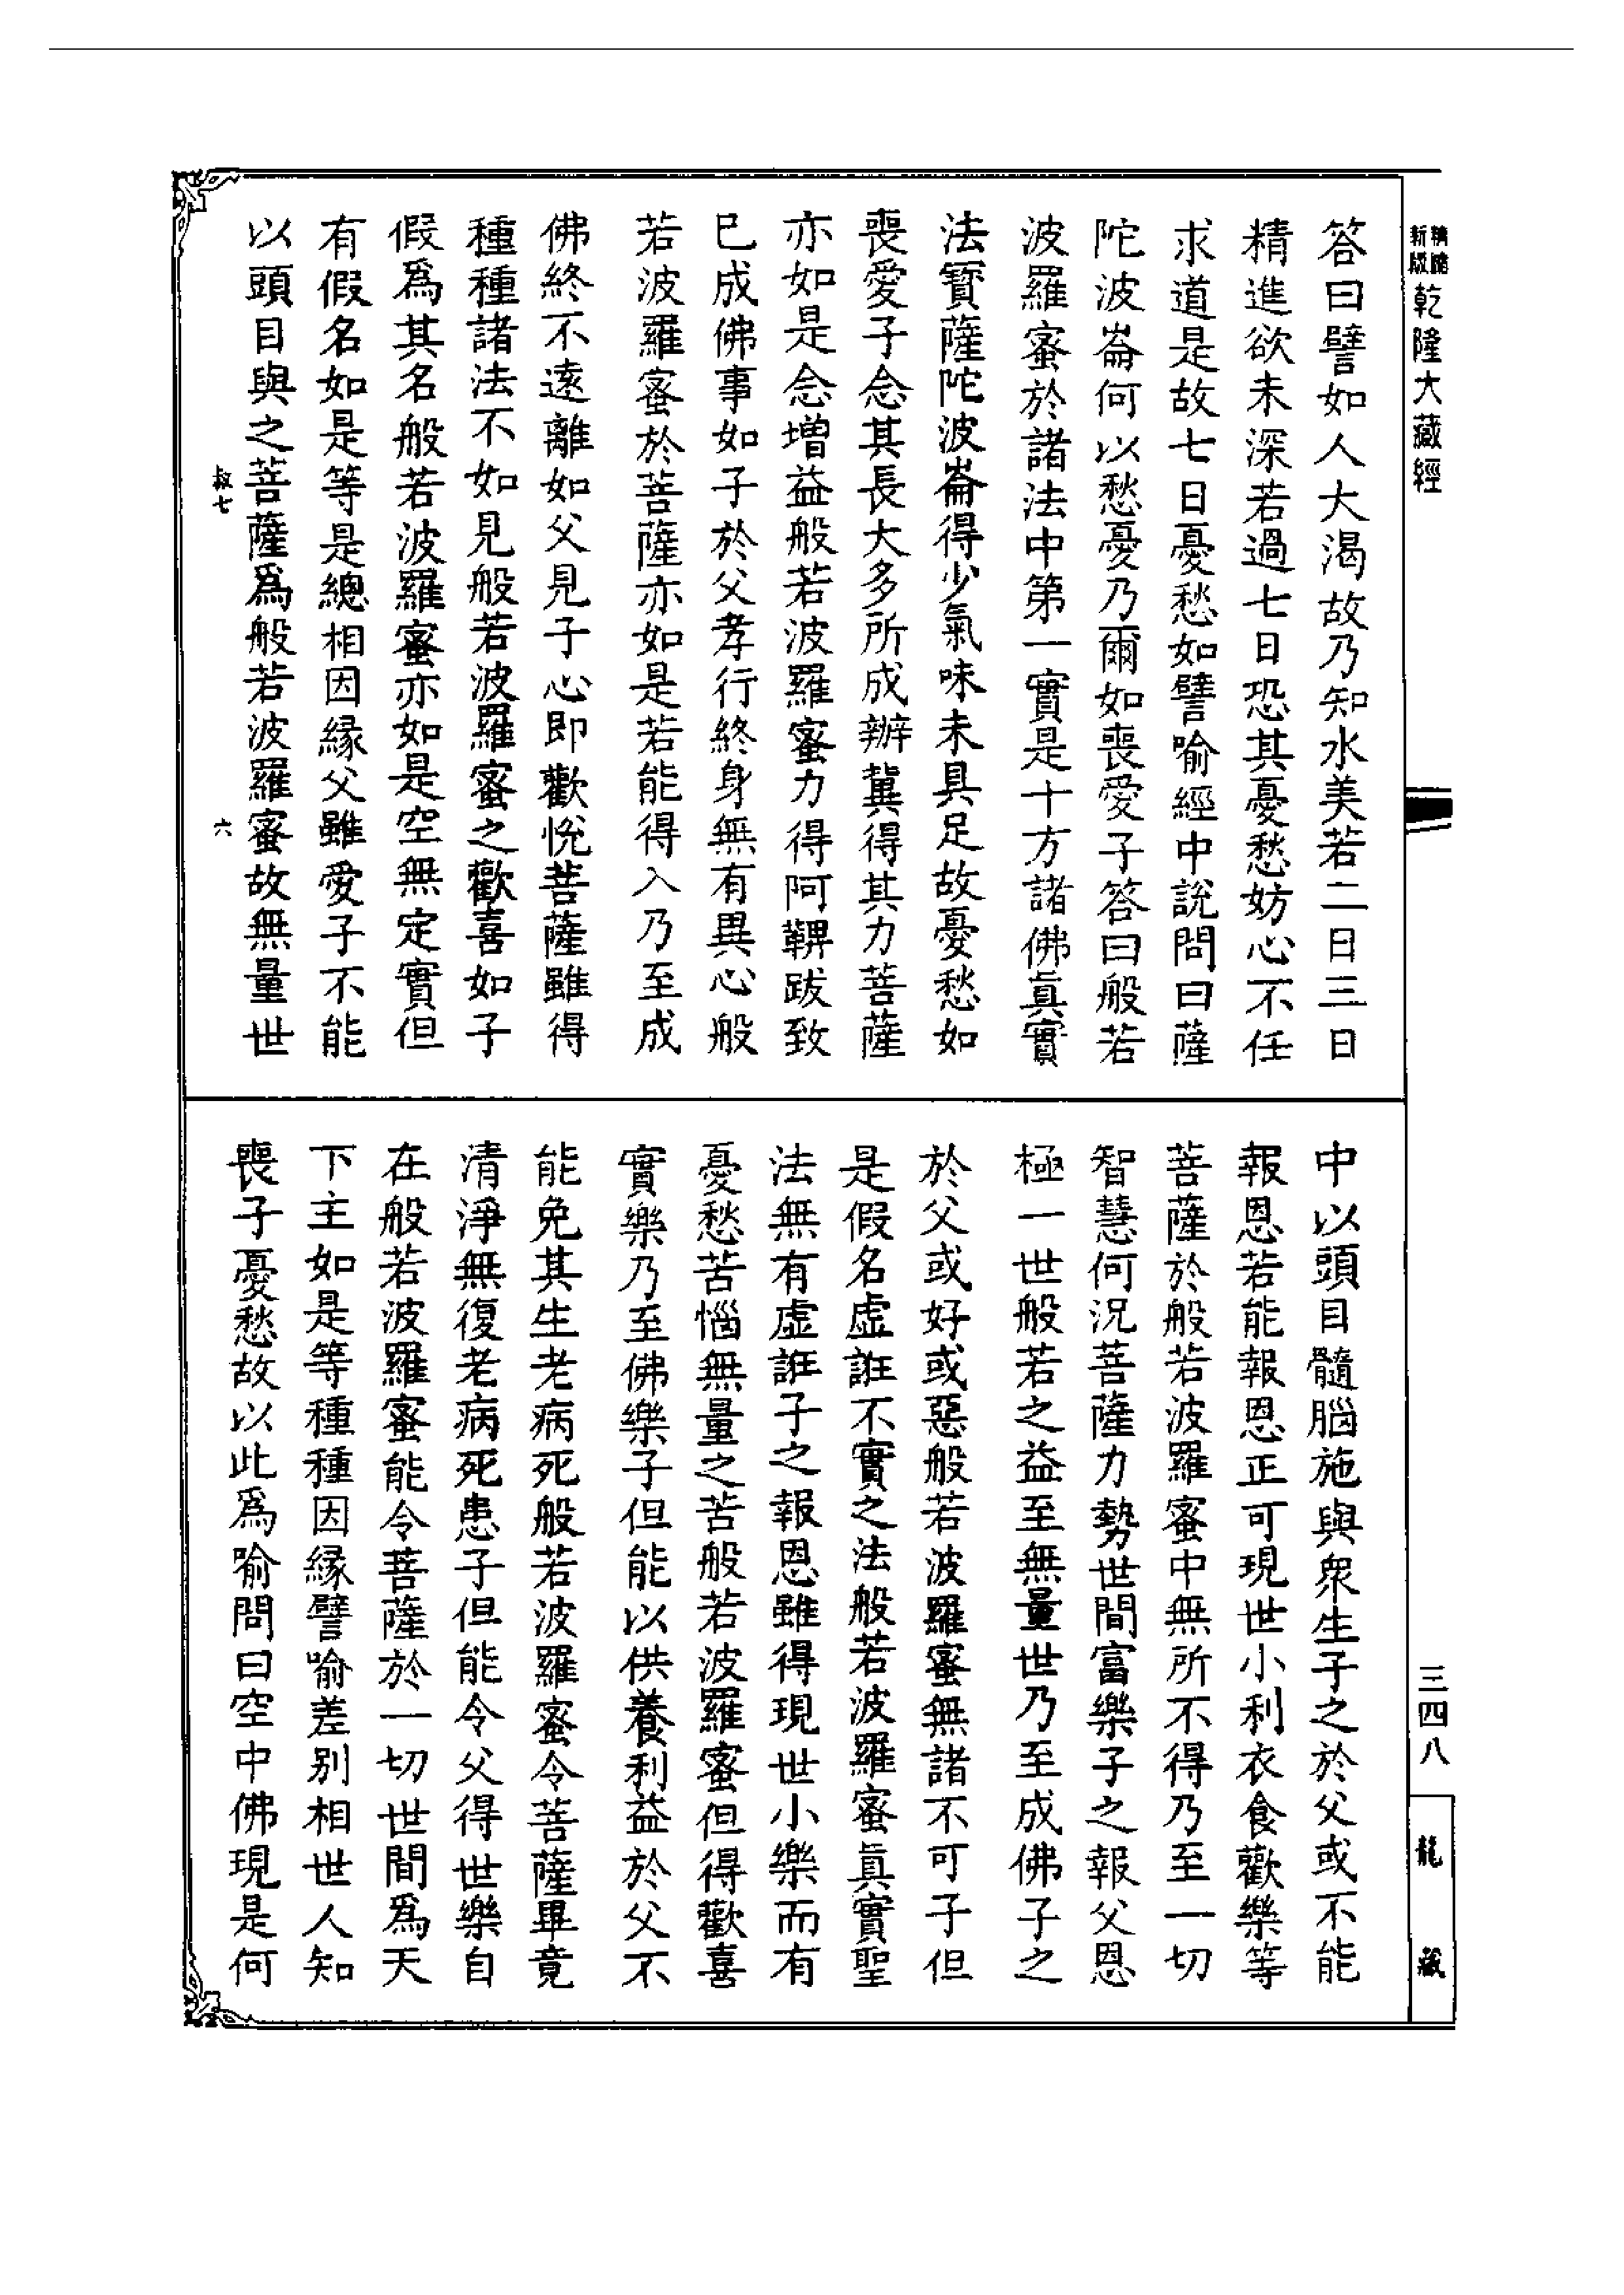 精縮
新版
乾隆大藏經
三四八
龍藏
答曰譬如人大渴故乃知水美若二日三日
精進欲未深若過七日恐其憂愁妨心不任
求道是故七日憂愁如譬喻經中說問曰薩
陀波崙何以愁憂乃爾如喪愛子答曰般若
波羅蜜於諸法中第一實是十方諸佛眞實
法寶薩陀波崙得少氣味未具足故憂愁如
喪愛子念其長大多所成辦冀得其力菩薩
亦如是念增益般若波羅蜜力得阿鞞跋致
已成佛事如子於父孝行終身無有異心般
若波羅蜜於菩薩亦如是若能得入乃至成
佛終不遠離如父見子心即歡悅菩薩雖得
種種諸法不如見般若波羅蜜之歡喜如子
假爲其名般若波羅蜜亦如是空無定實但
有假名如是等是總相因緣父雖愛子不能
以頭目與之菩薩爲般若波羅蜜故無量世
叔七
六
中以頭目髓腦施與衆生子之於父或不能
報恩若能報恩正可現世小利衣食歡樂等
菩薩於般若波羅蜜中無所不得乃至一切
智慧何況菩薩力勢世間富樂子之報父恩
極一世般若之益至無量世乃至成佛子之
於父或好或惡般若波羅蜜無諸不可子但
是假名虛誑不實之法般若波羅蜜眞實聖
法無有虛誑子之報恩雖得現世小樂而有
憂愁苦惱無量之苦般若波羅蜜但得歡喜
實樂乃至佛樂子但能以供養利益於父不
能免其生老病死般若波羅蜜令菩薩畢竟
清淨無復老病死患子但能令父得世樂自
在般若波羅蜜能令菩薩於一切世間爲天
下主如是等種種因緣譬喻差別相世人知
喪子憂愁故以此爲喻問曰空中佛現是何